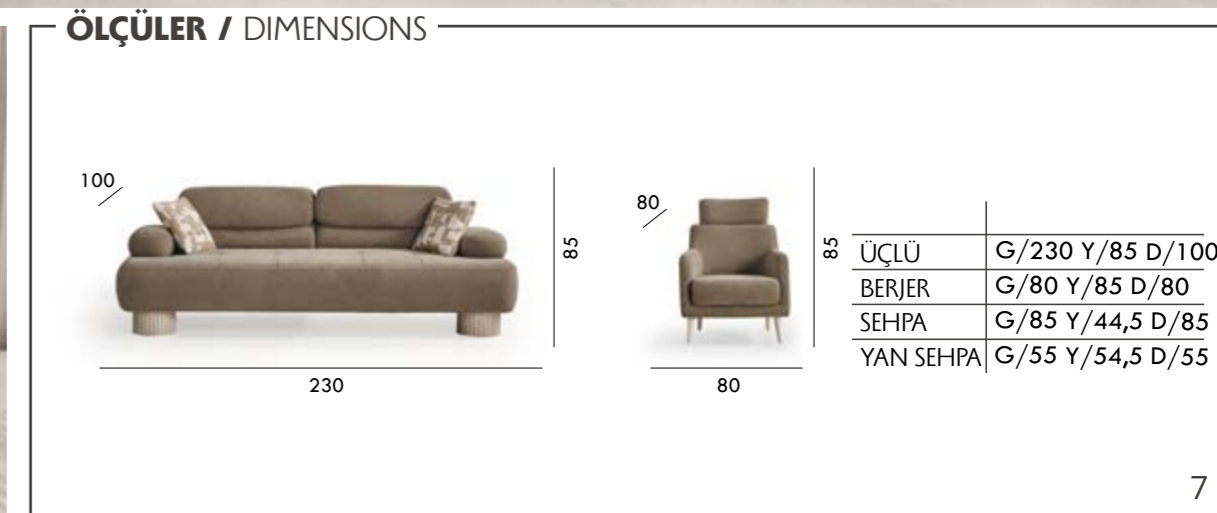 ÖLÇÜLER / DIMENSIONS
100
85
230
80
85
80
ÜÇLÜ G/230 Y/85 D/100
BERJER G/80 Y/85 D/80
SEHPA G/85 Y/44,5 D/85
YAN SEHPA G/55 Y/54,5 D/55
7